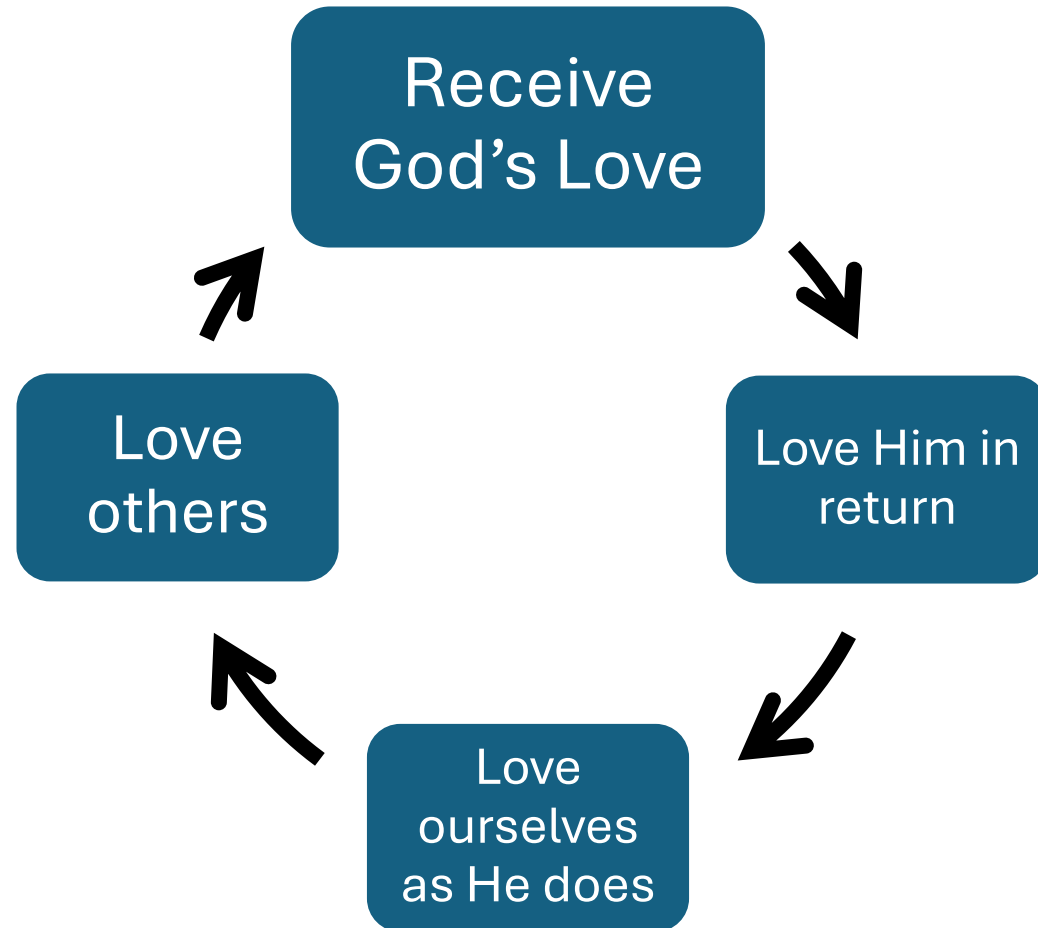 Receive
God’s Love
Love Him in
return
Love
ourselves
as He does
Love
others